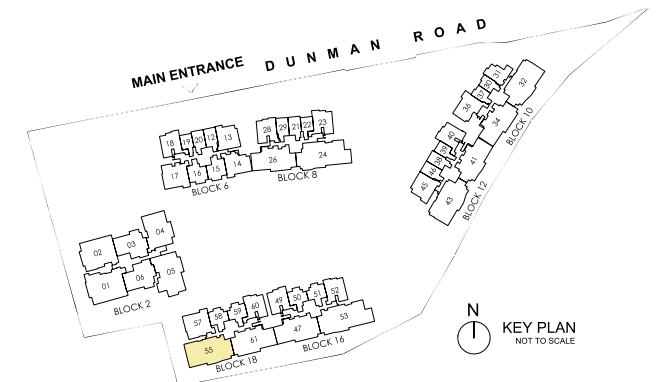 DUNMAN ROAD
MAIN ENTRANCE
18 19 20 12 13
17 16 15 14
BLOCK 6
28 29 21 22 23
26 24
BLOCK 8
36 37 30 31 32
34
BLOCK 10
40 39 38 46 45
41
43
BLOCK 12
02 03 04
01 06 05
BLOCK 2
57 58 59 60
55 61
BLOCK 18
49 50 51 52
47 53
BLOCK 16
N
KEY PLAN
NOT TO SCALE